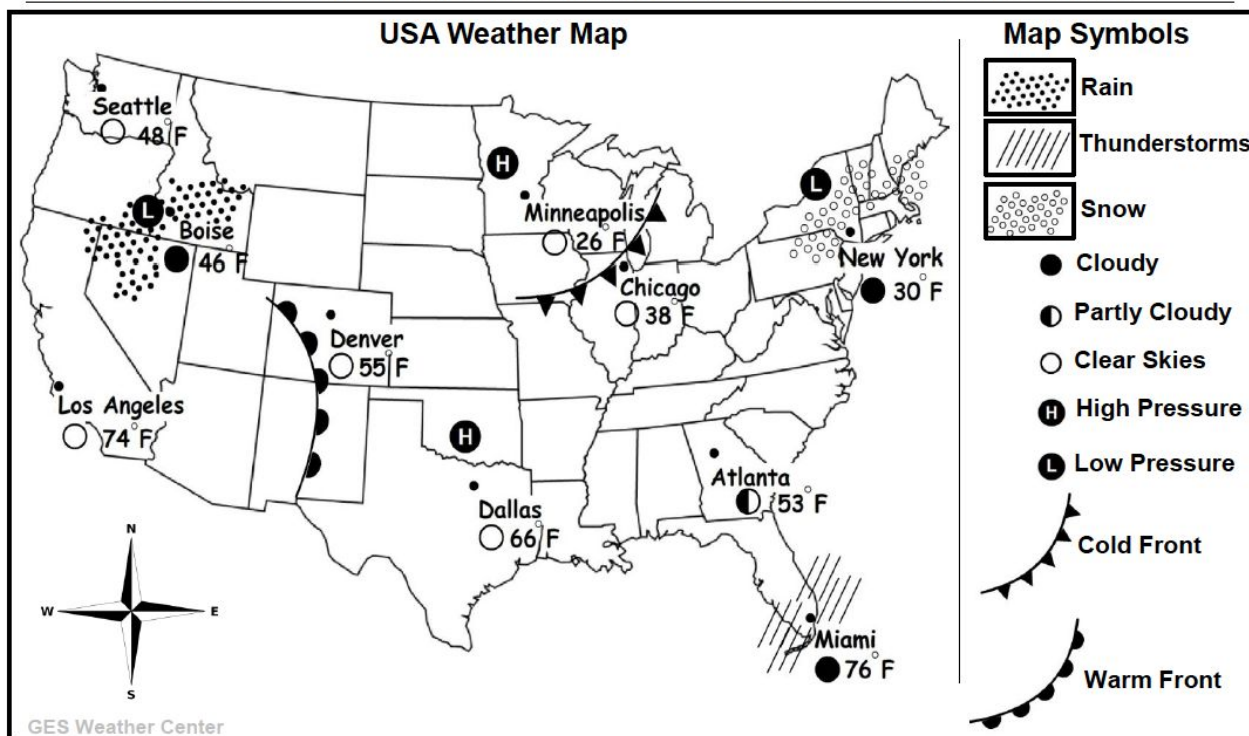 USA Weather Map
Seattle
48°F
L
Boise
46°F
H
Minneapolis
26°F
L
New York
30°F
Chicago
38°F
Denver
55°F
Los Angeles
74°F
H
Dallas
66°F
Atlanta
53°F
Miami
76°F
N
W
E
S
GES Weather Center
Map Symbols
Rain
Thunderstorms
Snow
Cloudy
Partly Cloudy
Clear Skies
H High Pressure
L Low Pressure
Cold Front
Warm Front